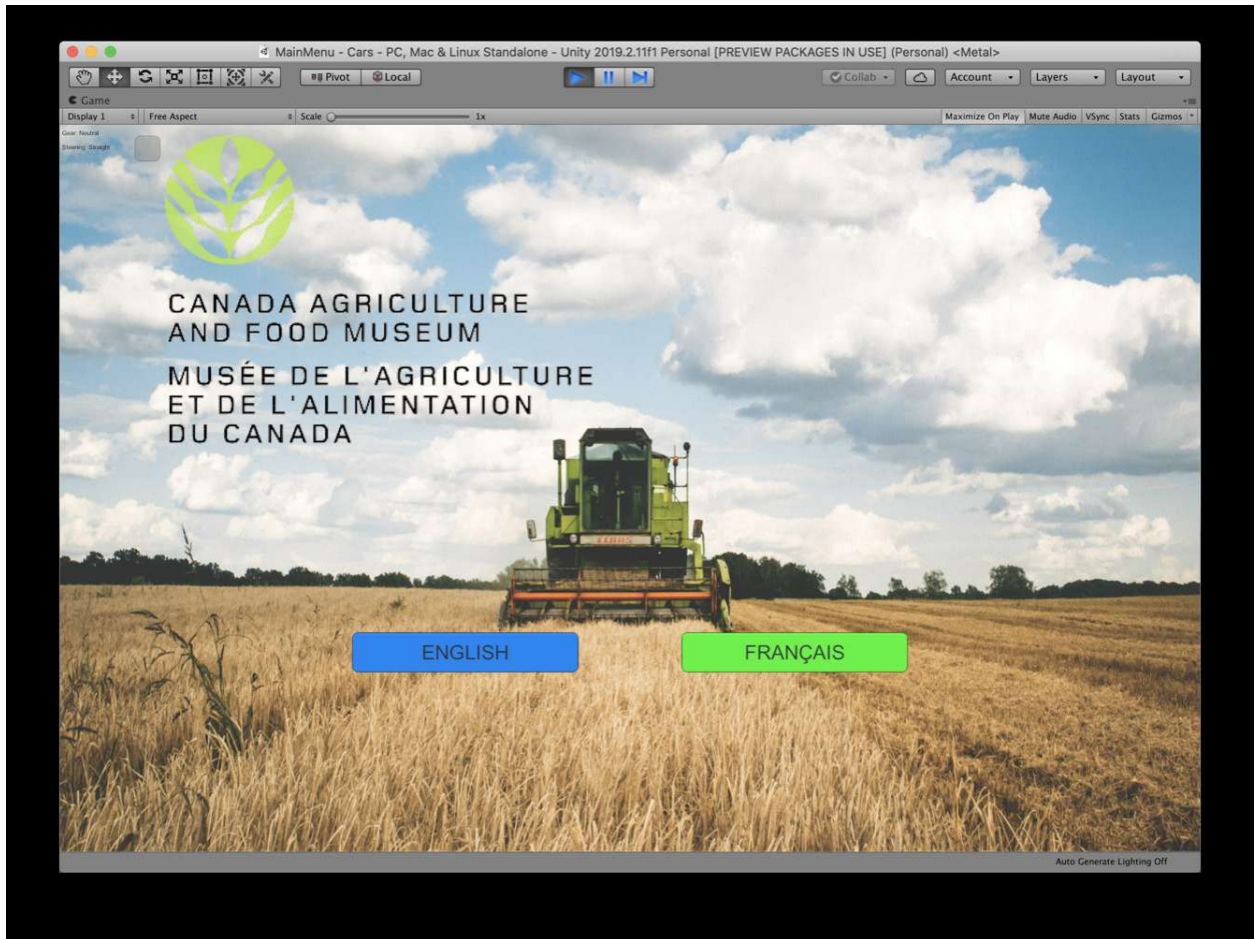 MainMenu - Cars - PC, Mac & Linux Standalone - Unity 2019.2.11f1 Personal [PREVIEW PACKAGES IN USE] (Personal) <Metal>
Pivot Local Collab Account Layers Layout
Game
Display 1 Free Aspect Scale 1x Maximize On Play Mute Audio VSync Stats Gizmos
Gear: Neutral
Steering: Straight
CANADA AGRICULTURE
AND FOOD MUSEUM
MUSÉE DE L'AGRICULTURE
ET DE L'ALIMENTATION
DU CANADA
CLAAS
ENGLISH FRANÇAIS
Auto Generate Lighting Off